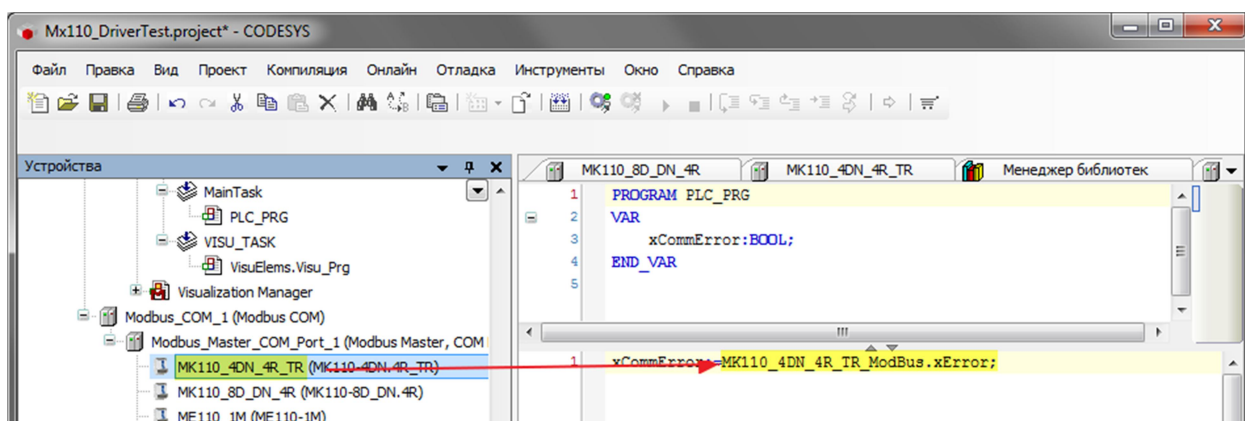 Mx110_DriverTest.project* - CODESYS
Файл Правка Вид Проект Компиляция Онлайн Отладка Инструменты Окно Справка
Устройства
MainTask
PLC_PRG
VISU_TASK
VisuElems.Visu_Prg
Visualization Manager
Modbus_COM_1 (Modbus COM)
Modbus_Master_COM_Port_1 (Modbus Master, COM
MK110_4DN_4R_TR (MK110-4DN.4R_TR)
MK110_8D_DN_4R (MK110-8D_DN.4R)
ME110_1M (ME110-1M)
MK110_8D_DN_4R MK110_4DN_4R_TR Менеджер библиотек
1 PROGRAM PLC_PRG
2 VAR
3 xCommError:BOOL;
4 END_VAR
5
1 xCommError:=MK110_4DN_4R_TR_ModBus.xError;